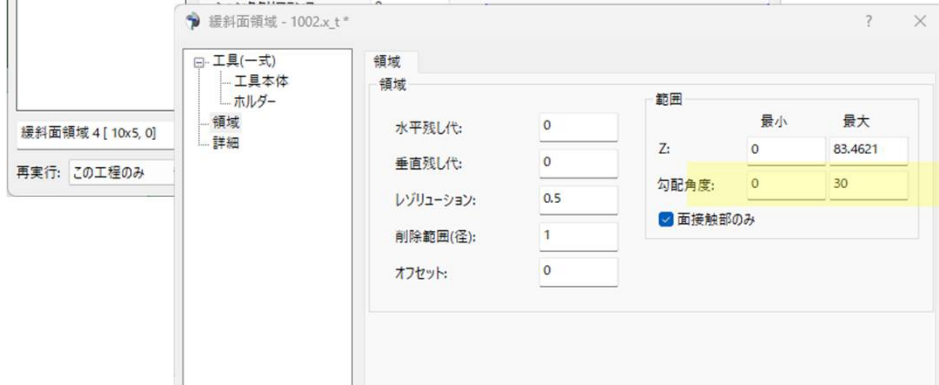 緩斜面領域 - 1002.x_t *
? ×
工具(一式)
工具本体
ホルダー
領域
詳細
緩斜面領域 4 [ 10x5, 0]
再実行: この工程のみ
領域
領域
水平残し代: 0
垂直残し代: 0
レゾリューション: 0.5
削除範囲(径): 1
オフセット: 0
範囲
最小 最大
Z: 0 83.4621
勾配角度: 0 30
面接触部のみ